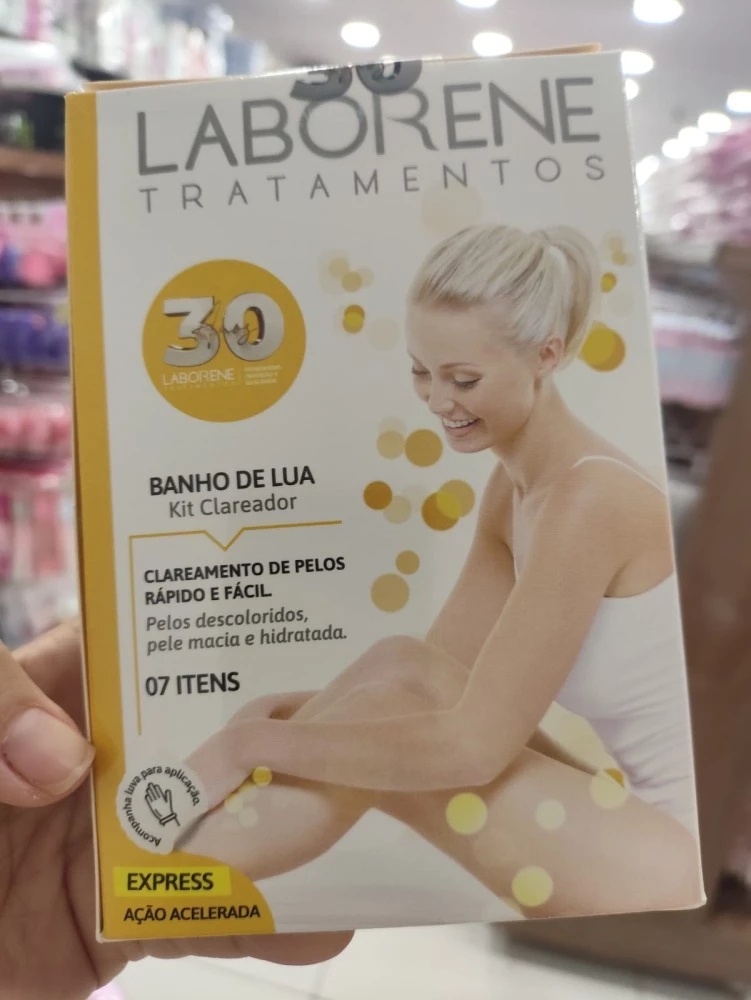 30
LABORENE
TRATAMENTOS
30
LABORENE
BANHO DE LUA
Kit Clareador
CLAREAMENTO DE PELOS
RÁPIDO E FÁCIL
Pelos descoloridos,
pele macia e hidratada.
07 ITENS
Acompanha luva para aplicação
EXPRESS
AÇÃO ACELERADA